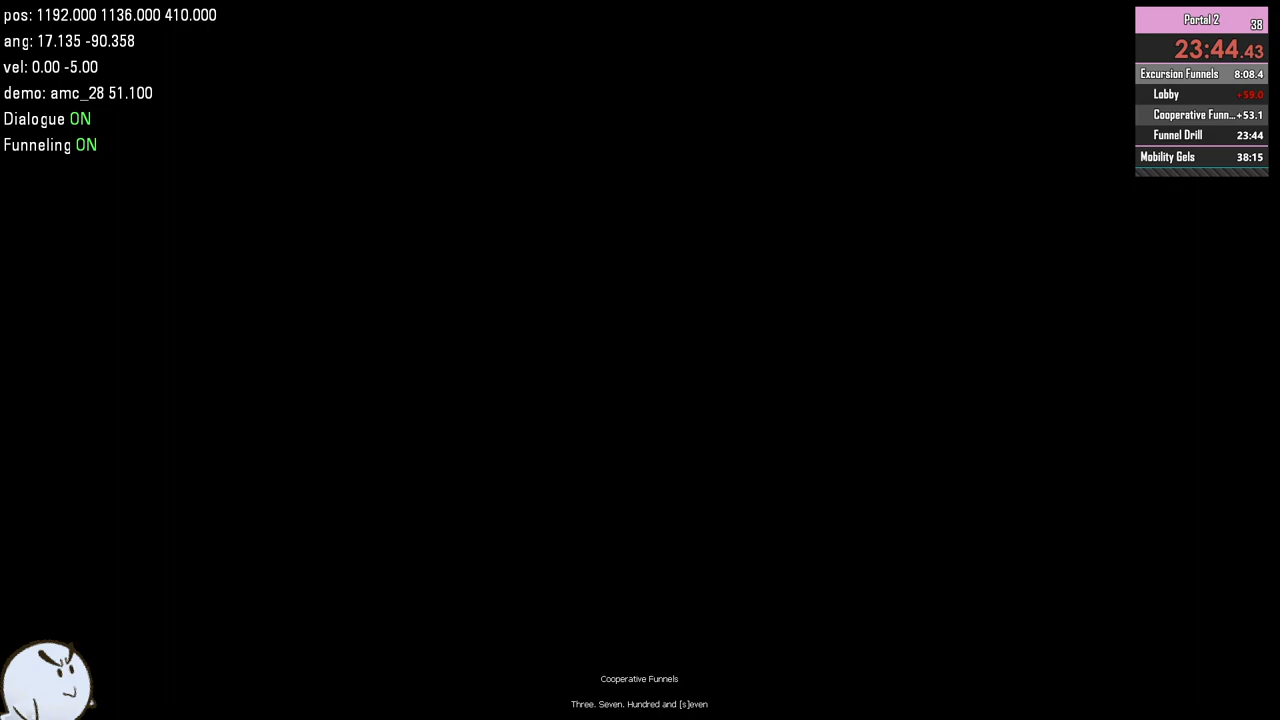 pos: 1192.000 1136.000 410.000
ang: 17.135 -90.358
vel: 0.00 -5.00
demo: amc_28 51.100
Dialogue ON
Funneling ON
Portal 2 38
23:44.43
Excursion Funnels 8:08.4
Lobby +59.0
Cooperative Funn...+53.1
Funnel Drill 23:44
Mobility Gels 38:15
Cooperative Funnels
Three. Seven. Hundred and [s]even